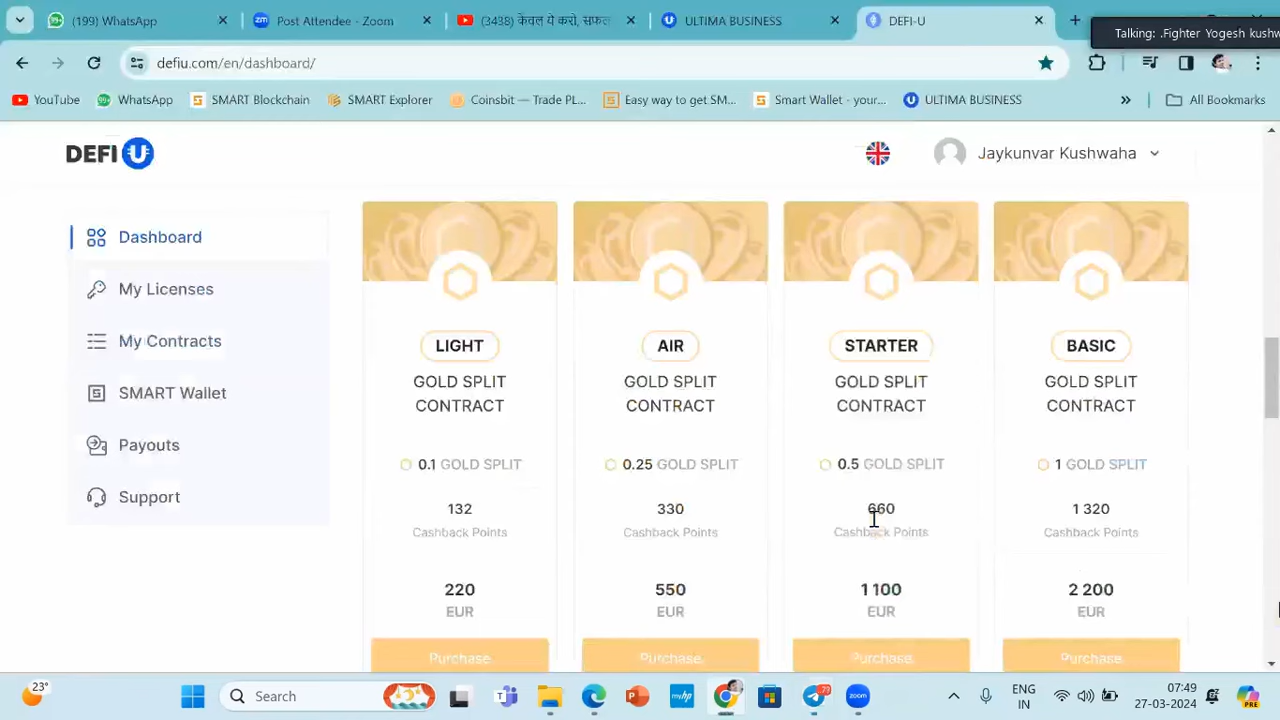 (199) WhatsApp
Post Attendee - Zoom
(3438) केवल ये करो, सफल
ULTIMA BUSINESS
DEFI-U
Talking: .Fighter Yogesh kushw
defiu.com/en/dashboard/
YouTube
WhatsApp
SMART Blockchain
SMART Explorer
Coinsbit — Trade PL...
Easy way to get SM...
Smart Wallet - your...
ULTIMA BUSINESS
All Bookmarks
DEFI U
Jaykunvar Kushwaha
Dashboard
My Licenses
My Contracts
SMART Wallet
Payouts
Support
LIGHT
GOLD SPLIT
CONTRACT
0.1 GOLD SPLIT
132
Cashback Points
220
EUR
Purchase
AIR
GOLD SPLIT
CONTRACT
0.25 GOLD SPLIT
330
Cashback Points
550
EUR
Purchase
STARTER
GOLD SPLIT
CONTRACT
0.5 GOLD SPLIT
660
Cashback Points
1 100
EUR
Purchase
BASIC
GOLD SPLIT
CONTRACT
1 GOLD SPLIT
1 320
Cashback Points
2 200
EUR
Purchase
23°
Search
myhp
73
zoom
ENG
IN
07:49
27-03-2024
PRE